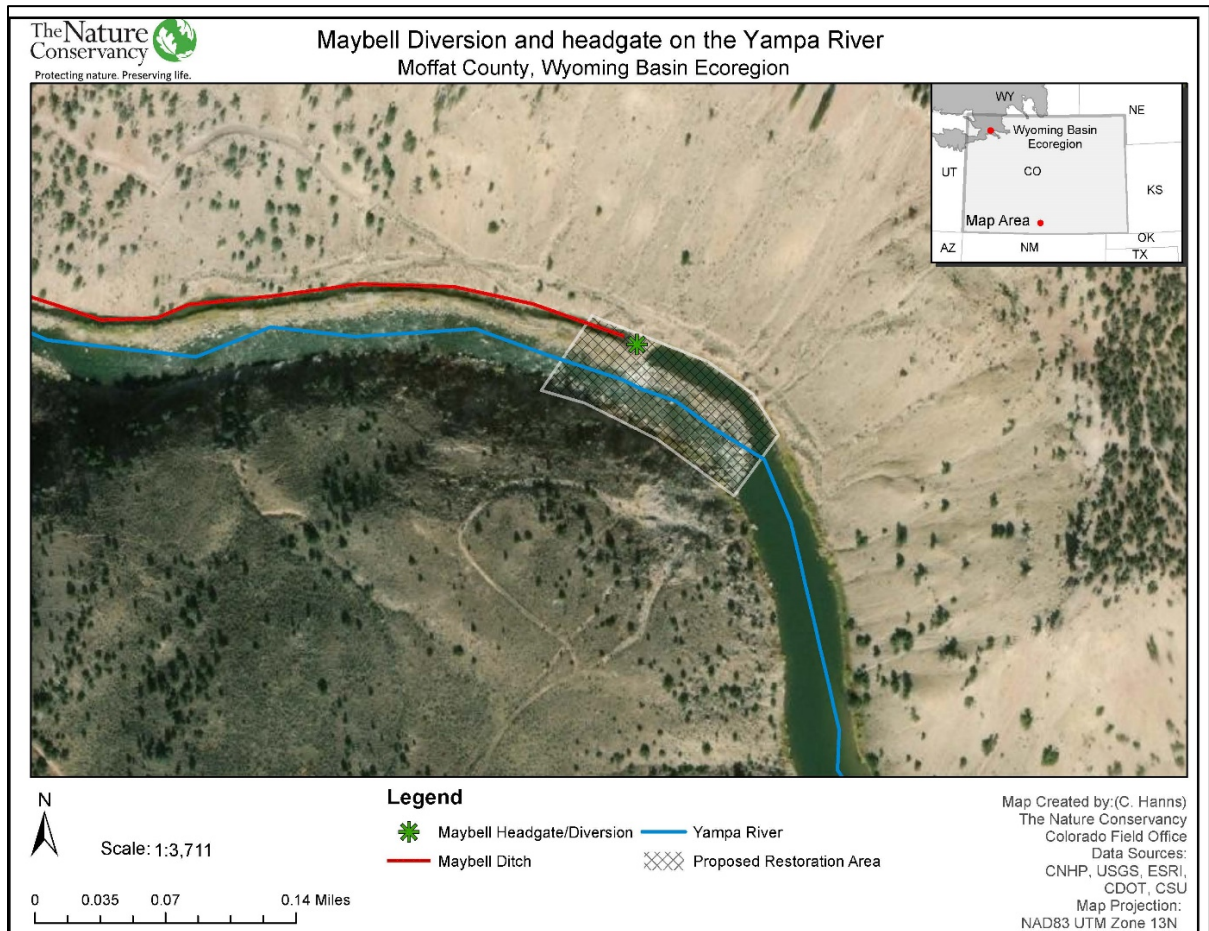 The Nature
Conservancy
Protecting nature. Preserving life.
Maybell Diversion and headgate on the Yampa River
Moffat County, Wyoming Basin Ecoregion
WY
NE
Wyoming Basin
Ecoregion
UT
CO
KS
Map Area
AZ
NM
OK
TX
N
Scale: 1:3,711
0 0.035 0.07 0.14 Miles
Legend
Maybell Headgate/Diversion
Yampa River
Maybell Ditch
Proposed Restoration Area
Map Created by:(C. Hanns)
The Nature Conservancy
Colorado Field Office
Data Sources:
CNHP, USGS, ESRI,
CDOT, CSU
Map Projection:
NAD83 UTM Zone 13N